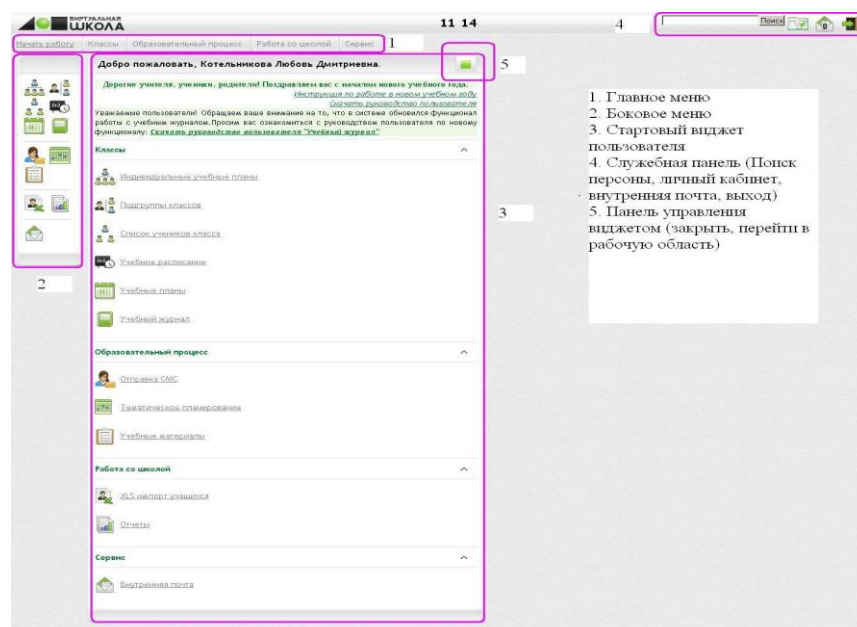 ВИРТУАЛЬНАЯ
ШКОЛА
11 14
4
Поиск
Начать работу Классы Образовательный процесс Работа со школой Сервис 1
Добро пожаловать, Котельникова Любовь Дмитриевна.
5
Дорогие учителя, ученики, родители! Поздравляем вас с началом нового учебного года.
Инструкция по работе в новом учебном году
Скачать руководство пользователя
Уважаемые пользователи! Обращаем ваше внимание на то, что в системе обновился функционал
работы с учебным журналом.Просим вас ознакомиться с руководством пользователя по новому
функционалу: Скачать руководство пользователя "Учебный журнал"
Классы
Индивидуальные учебные планы
Подгруппы классов
Список учеников класса
Учебное расписание
Учебные планы
Учебный журнал
Образовательный процесс
Отправка СМС
Тематическое планирование
Учебные материалы
Работа со школой
XLS импорт учащихся
Отчеты
Сервис
Внутренняя почта
2
3
1. Главное меню
2. Боковое меню
3. Стартовый виджет
пользователя
4. Служебная панель (Поиск
персоны, личный кабинет,
внутренняя почта, выход)
5. Панель управления
виджетом (закрыть, перейти в
рабочую область)